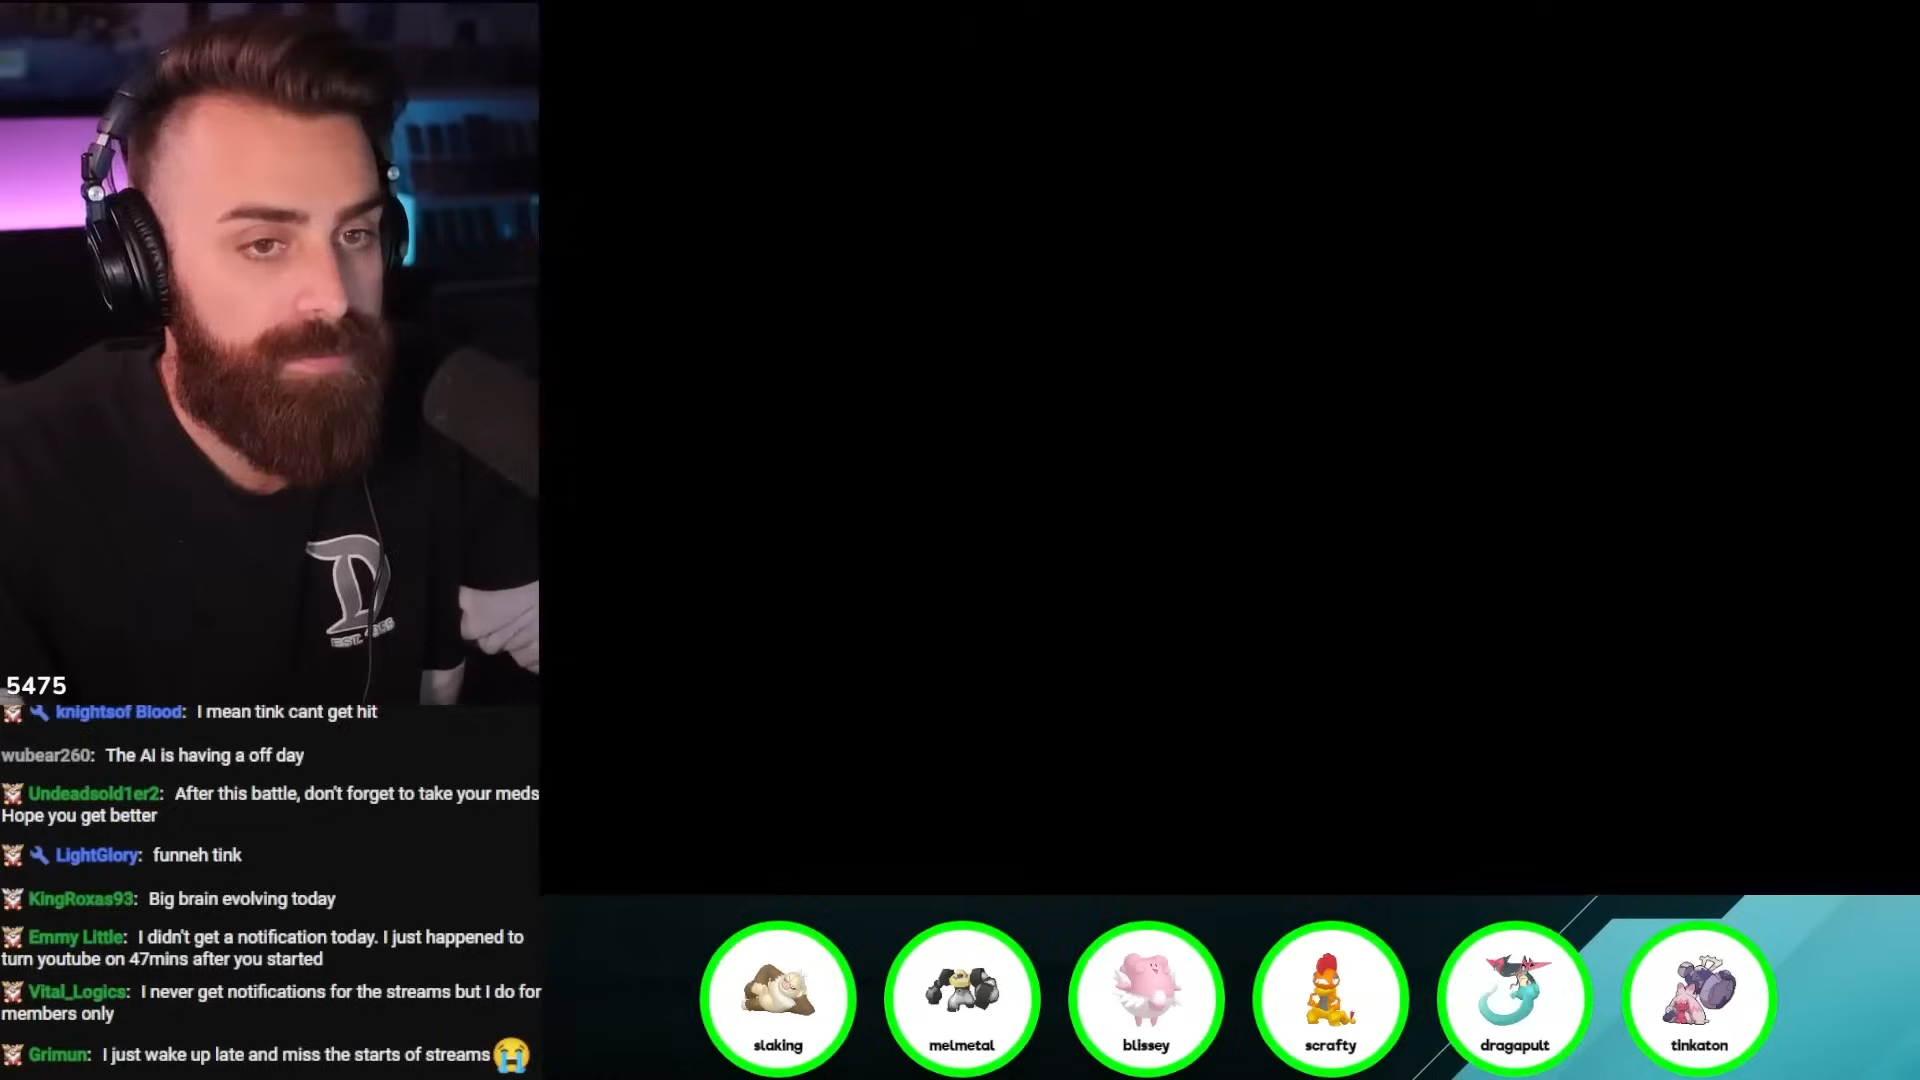 D
EST. 1955
5475
knightsof Blood: I mean tink cant get hit
wubear260: The AI is having a off day
Undeadsold1er2: After this battle, don't forget to take your meds
Hope you get better
LightGlory: funneh tink
KingRoxas93: Big brain evolving today
Emmy Little: I didn't get a notification today. I just happened to
turn youtube on 47mins after you started
Vital_Logics: I never get notifications for the streams but I do for
members only
Grimun: I just wake up late and miss the starts of streams😭
slaking
melmetal
blissey
scrafty
dragapult
tinkaton